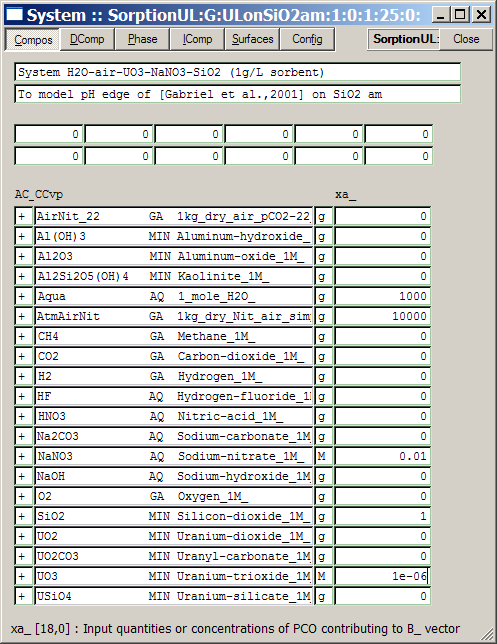 System :: SorptionUL:G:ULonSiO2am:1:0:1:25:0:
Compos DComp Phase IComp Surfaces Config SorptionUL: Close
System H2O-air-UO3-NaNO3-SiO2 (1g/L sorbent)
To model pH edge of [Gabriel et al.,2001] on SiO2 am
0 0 0 0 0 0
0 0 0 0 0 0
AC_CCvp xa_
+ AirNit_22 GA 1kg_dry_air_pCO2-22_ g 0
+ Al(OH)3 MIN Aluminum-hydroxide_ g 0
+ Al2O3 MIN Aluminum-oxide_1M_ g 0
+ Al2Si2O5(OH)4 MIN Kaolinite_1M_ g 0
+ Aqua AQ 1_mole_H2O_ g 1000
+ AtmAirNit GA 1kg_dry_Nit_air_sim g 10000
+ CH4 GA Methane_1M_ g 0
+ CO2 GA Carbon-dioxide_1M_ g 0
+ H2 GA Hydrogen_1M_ g 0
+ HF AQ Hydrogen-fluoride_1M g 0
+ HNO3 AQ Nitric-acid_1M_ g 0
+ Na2CO3 AQ Sodium-carbonate_1M_ g 0
+ NaNO3 AQ Sodium-nitrate_1M_ M 0.01
+ NaOH AQ Sodium-hydroxide_1M_ g 0
+ O2 GA Oxygen_1M_ g 0
+ SiO2 MIN Silicon-dioxide_1M_ g 1
+ UO2 MIN Uranium-dioxide_1M_ g 0
+ UO2CO3 MIN Uranyl-carbonate_1M_ g 0
+ UO3 MIN Uranium-trioxide_1M_ M 1e-06
+ USiO4 MIN Uranium-silicate_1M_ g 0
xa_ [18,0] : Input quantities or concentrations of PCO contributing to B_ vector